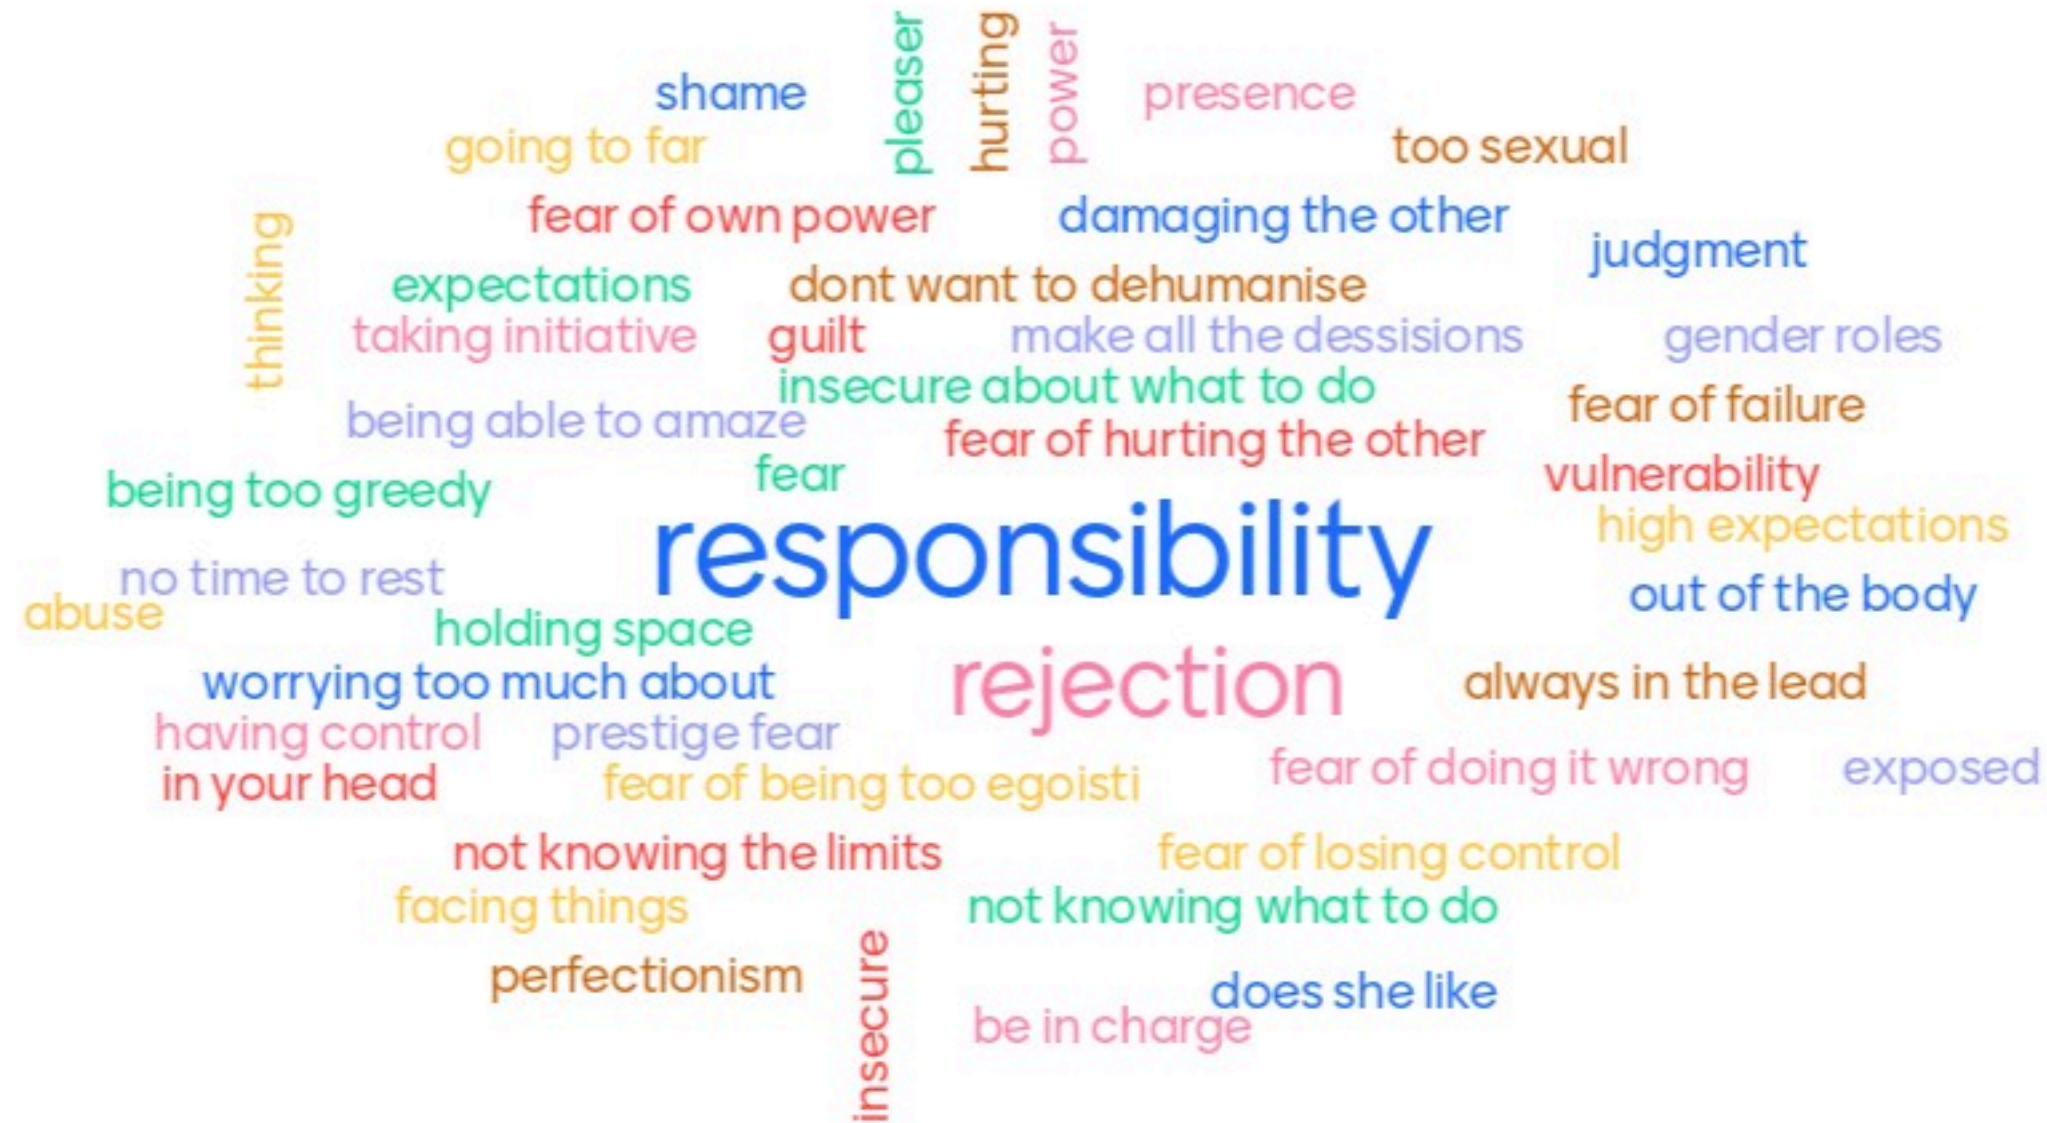 pleaser
hurting
power
shame
presence
going to far
too sexual
thinking
fear of own power
damaging the other
judgment
expectations
dont want to dehumanise
taking initiative
guilt
make all the dessisions
gender roles
insecure about what to do
being able to amaze
fear of failure
fear of hurting the other
being too greedy
fear
vulnerability
high expectations
responsibility
no time to rest
out of the body
abuse
holding space
worrying too much about
rejection
always in the lead
having control
prestige fear
in your head
fear of being too egoisti
fear of doing it wrong
exposed
not knowing the limits
fear of losing control
facing things
not knowing what to do
perfectionism
insecure
does she like
be in charge